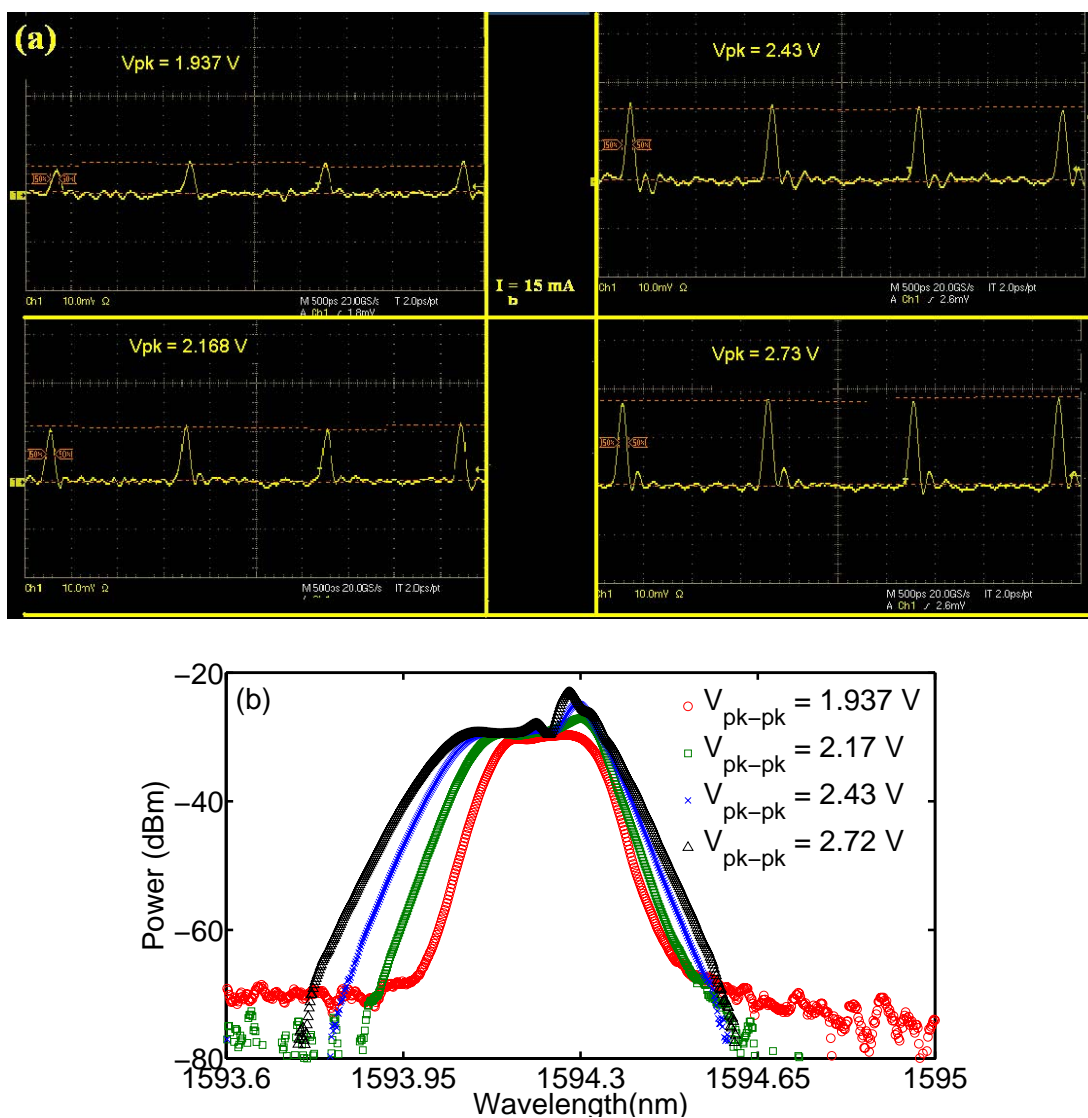 (a)
Vpk = 1.937 V
Ch1 10.0mV Ω
M 500ps 20.0GS/s IT 2.0ps/pt
A Ch1 1.8mV
Vpk = 2.43 V
Ch1 10.0mV Ω
M 500ps 20.0GS/s IT 2.0ps/pt
A Ch1 2.6mV
I = 15 mA
b
Vpk = 2.168 V
Ch1 10.0mV Ω
M 500ps 20.0GS/s IT 2.0ps/pt
Vpk = 2.73 V
Ch1 10.0mV Ω
M 500ps 20.0GS/s IT 2.0ps/pt
A Ch1 2.6mV
(b)
Power (dBm)
−20
−40
−60
−80
V pk−pk = 1.937 V
V pk−pk = 2.17 V
V pk−pk = 2.43 V
V pk−pk = 2.72 V
1593.6 1593.95 1594.3 1594.65 1595
Wavelength(nm)